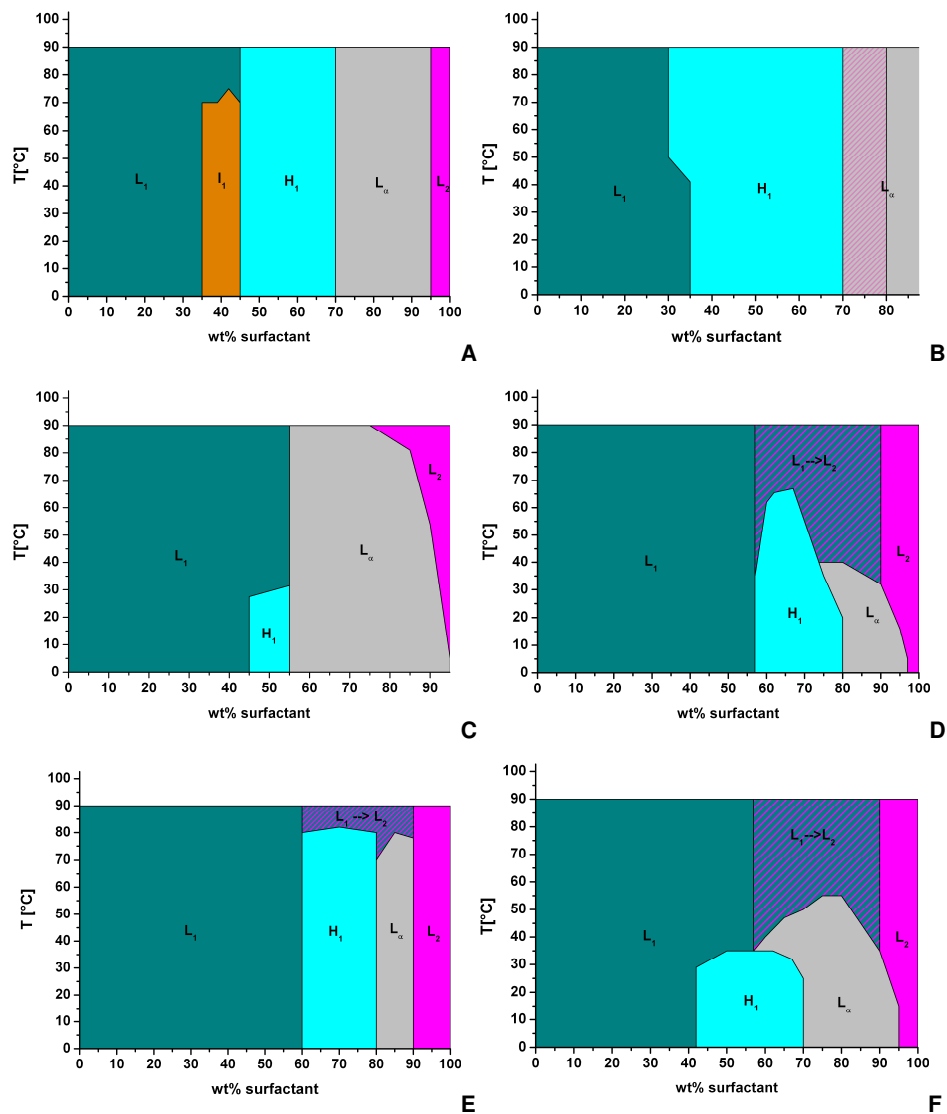 T[°C]
100
90
80
70
60
50
40
30
20
10
0
L₁
I₁
H₁
Lα
L₂
0 10 20 30 40 50 60 70 80 90 100
wt% surfactant
A
T [°C]
100
90
80
70
60
50
40
30
20
10
0
L₁
H₁
Lα
0 10 20 30 40 50 60 70 80
wt% surfactant
B
T[°C]
100
90
80
70
60
50
40
30
20
10
0
L₂
L₁
Lα
H₁
0 10 20 30 40 50 60 70 80 90
wt% surfactant
C
T[°C]
100
90
80
70
60
50
40
30
20
10
0
L₁-->L₂
L₁
L₂
H₁
Lα
0 10 20 30 40 50 60 70 80 90 100
wt% surfactant
D
T [°C]
100
90
80
70
60
50
40
30
20
10
0
L₁ --> L₂
L₁
H₁
Lα
L₂
0 10 20 30 40 50 60 70 80 90 100
wt% surfactant
E
T[°C]
100
90
80
70
60
50
40
30
20
10
0
L₁-->L₂
L₁
L₂
H₁
Lα
0 10 20 30 40 50 60 70 80 90 100
wt% surfactant
F